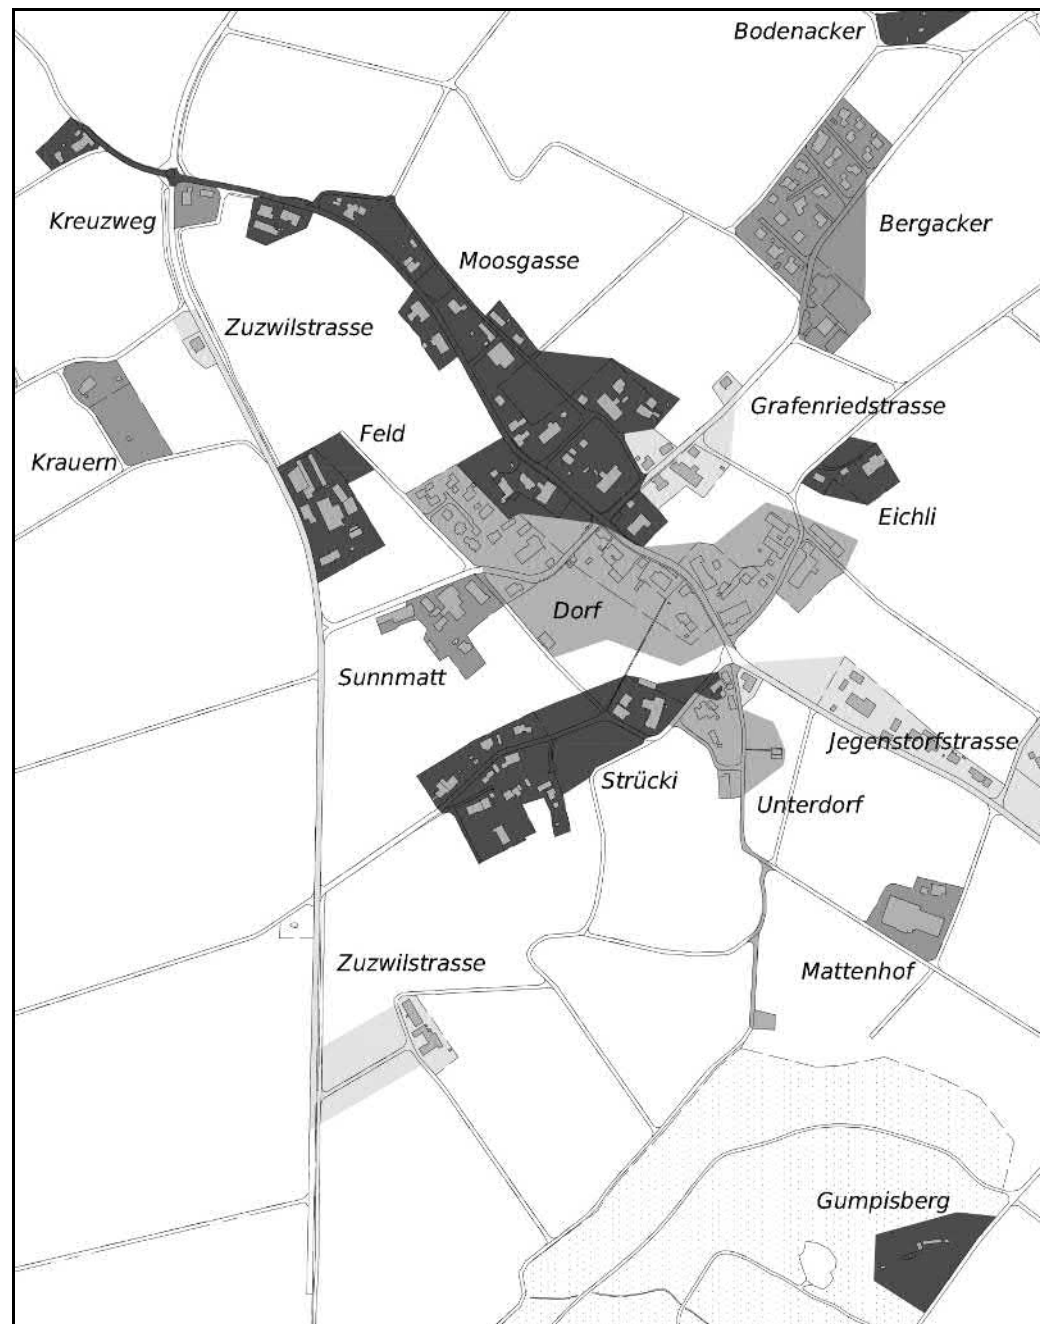 Bodenacker
Kreuzweg
Bergacker
Moosgasse
Zuzwilstrasse
Grafenriedstrasse
Feld
Krauern
Eichli
Dorf
Sunnmatt
Jegenstorfstrasse
Strücki
Unterdorf
Zuzwilstrasse
Mattenhof
Gumpisberg